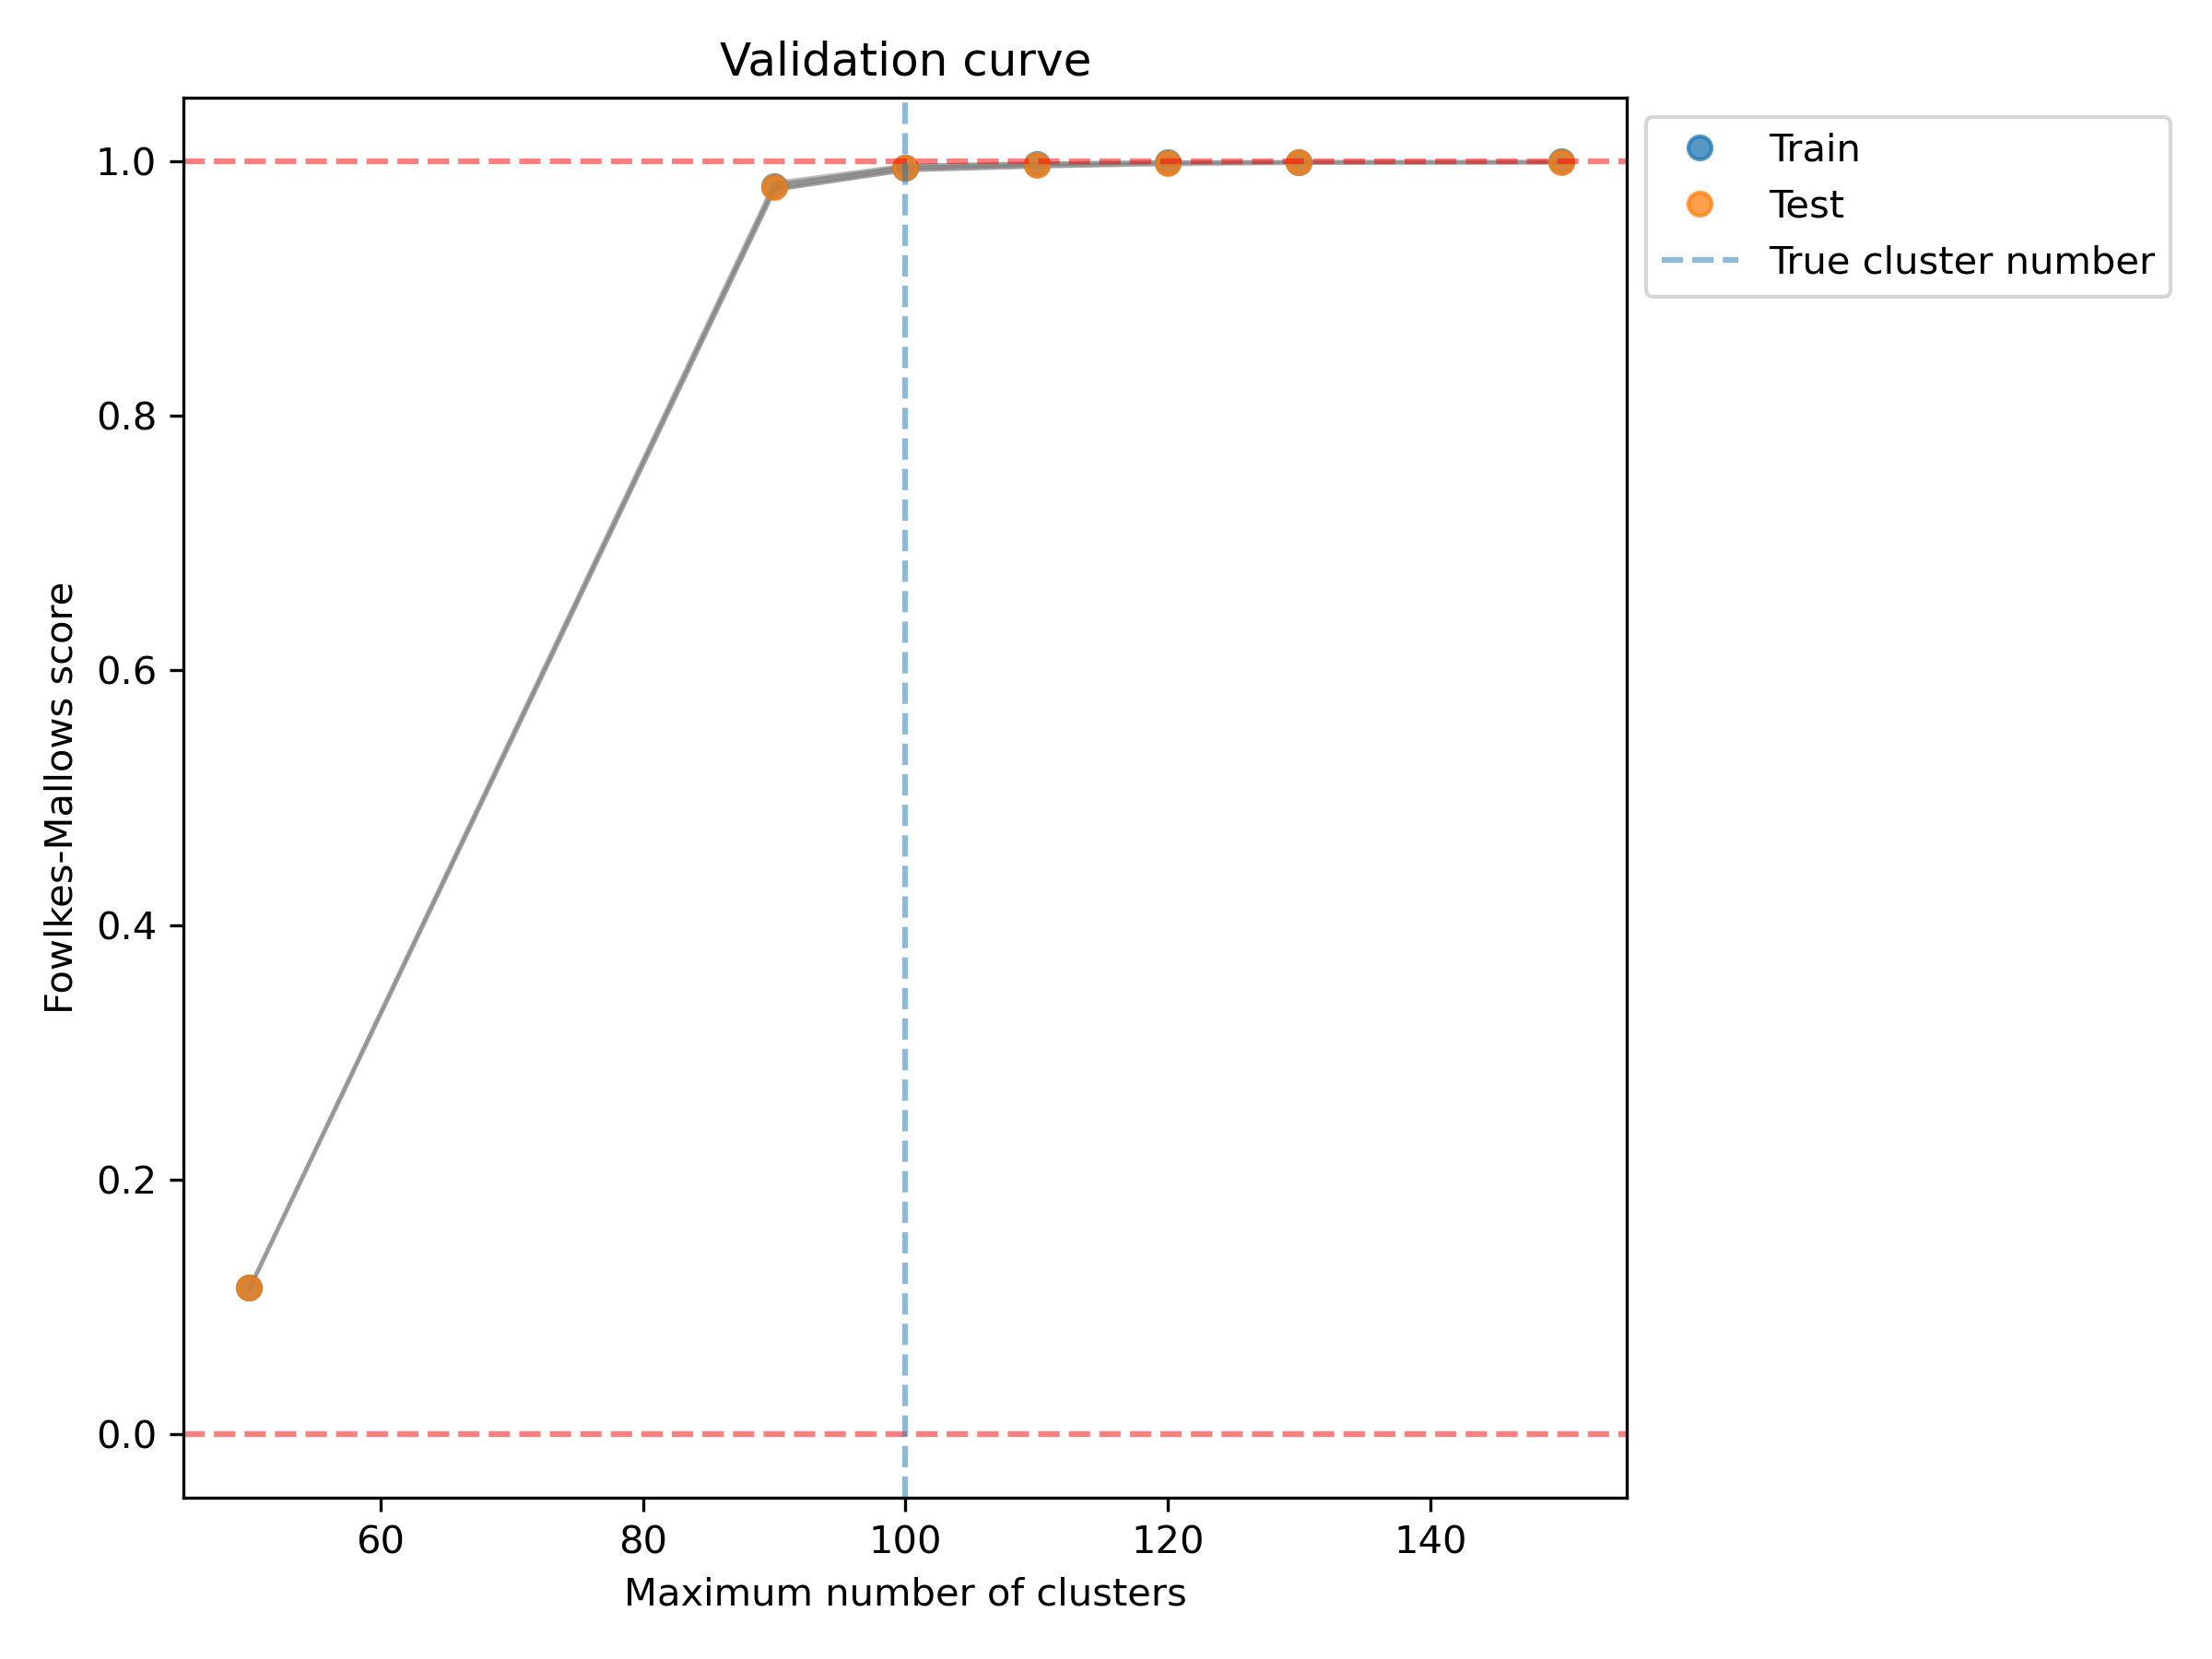 Validation curve
1.0
0.8
0.6
0.4
0.2
0.0
Fowlkes-Mallows score
60 80 100 120 140
Maximum number of clusters
Train
Test
True cluster number